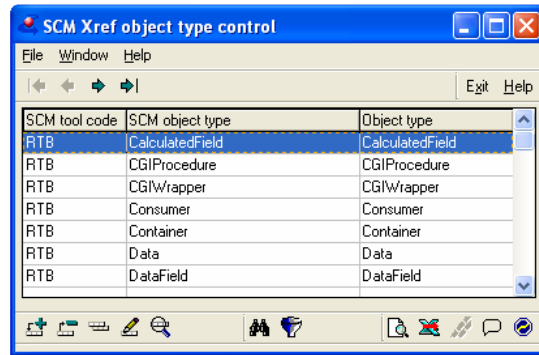 SCM Xref object type control
File Window Help
Exit Help
SCM tool code SCM object type Object type
RTB CalculatedField CalculatedField
RTB CGIProcedure CGIProcedure
RTB CGIWrapper CGIWrapper
RTB Consumer Consumer
RTB Container Container
RTB Data Data
RTB DataField DataField